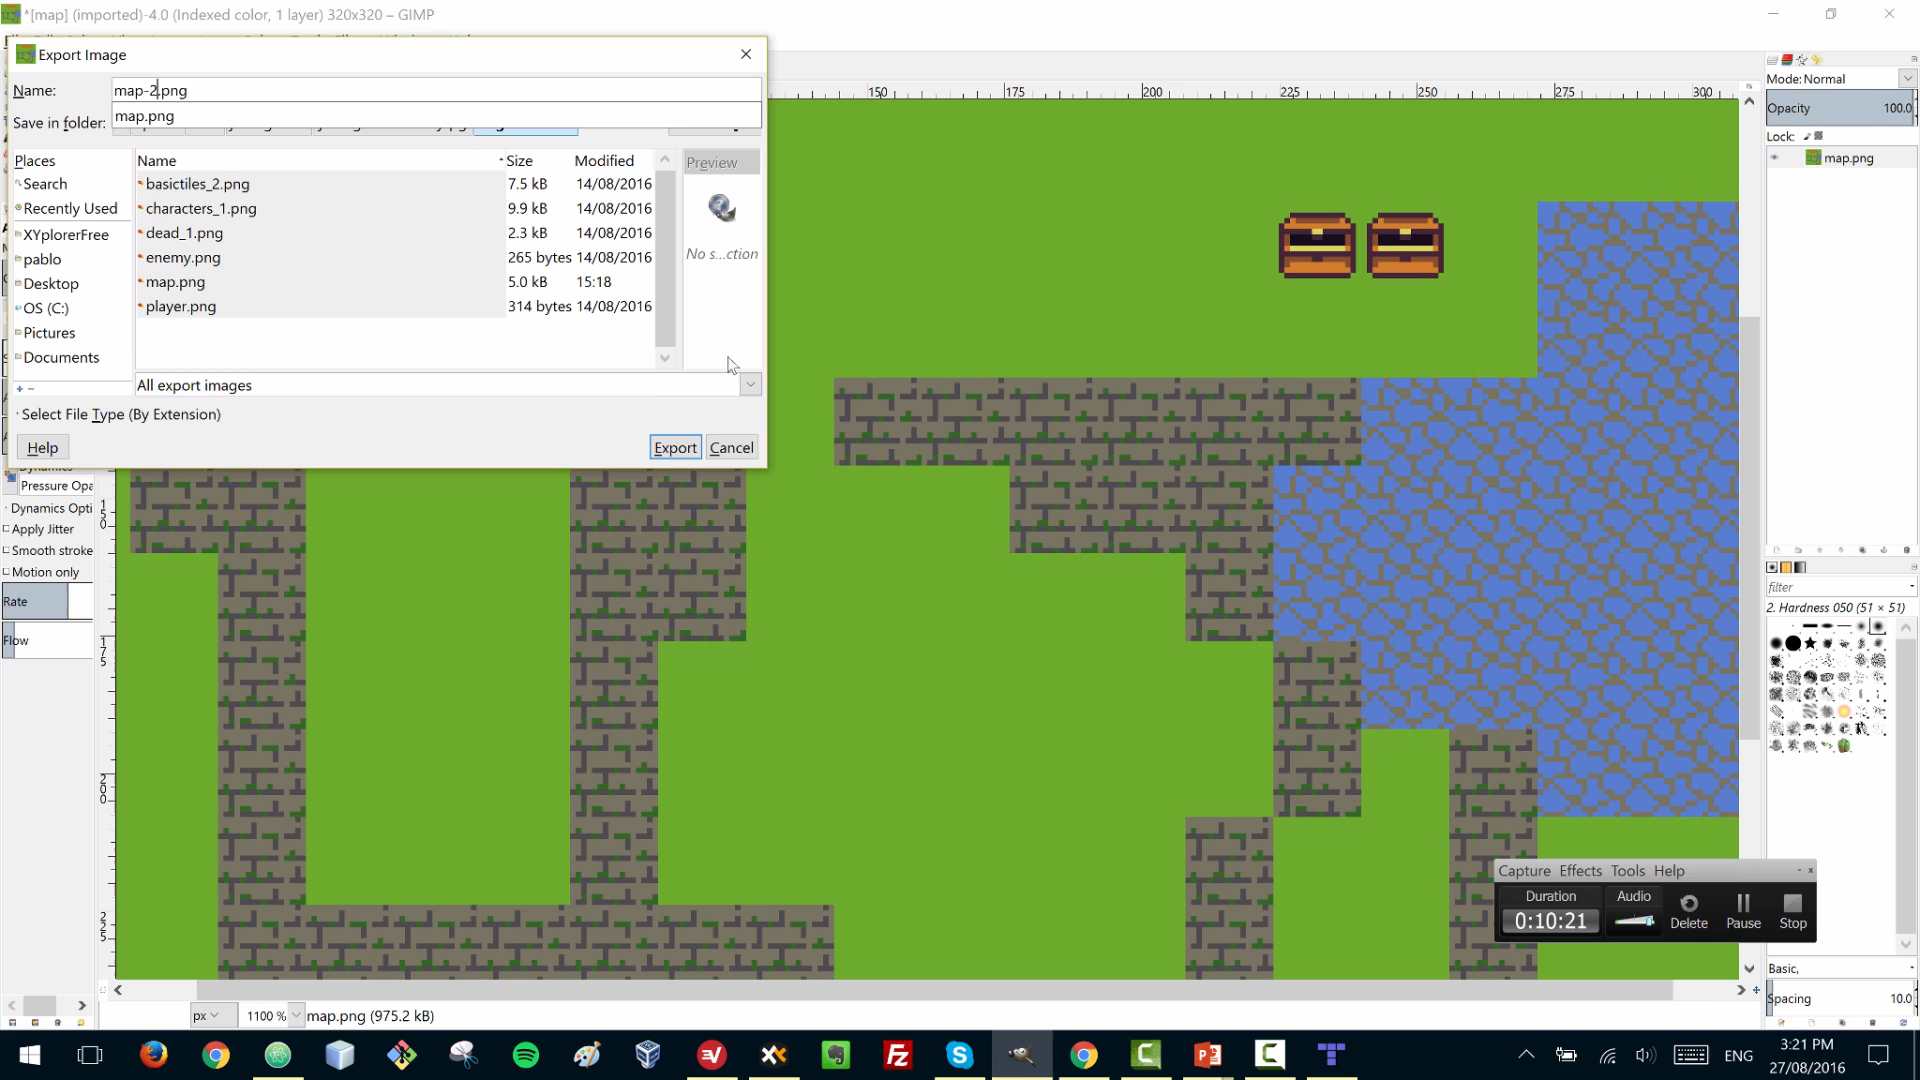 *[map] (imported)-4.0 (Indexed color, 1 layer) 320x320 – GIMP
Export Image
Name: map-2.png
map.png
Save in folder:
Places
Search
Recently Used
XYplorerFree
pablo
Desktop
OS (C:)
Pictures
Documents
Name Size Modified
basictiles_2.png 7.5 kB 14/08/2016
characters_1.png 9.9 kB 14/08/2016
dead_1.png 2.3 kB 14/08/2016
enemy.png 265 bytes 14/08/2016
map.png 5.0 kB 15:18
player.png 314 bytes 14/08/2016
Preview
No s...ction
All export images
Select File Type (By Extension)
Help Export Cancel
150 175 200 225 250 275 300
Mode: Normal
Opacity 100.0
Lock:
map.png
Dynamics
Pressure Opa
Dynamics Opti
Apply Jitter
Smooth stroke
Motion only
Rate
Flow
150
175
200
225
filter
2. Hardness 050 (51 × 51)
Basic,
Spacing 10.0
Capture Effects Tools Help
Duration Audio
0:10:21 Delete Pause Stop
px 1100 % map.png (975.2 kB)
ENG
3:21 PM
27/08/2016